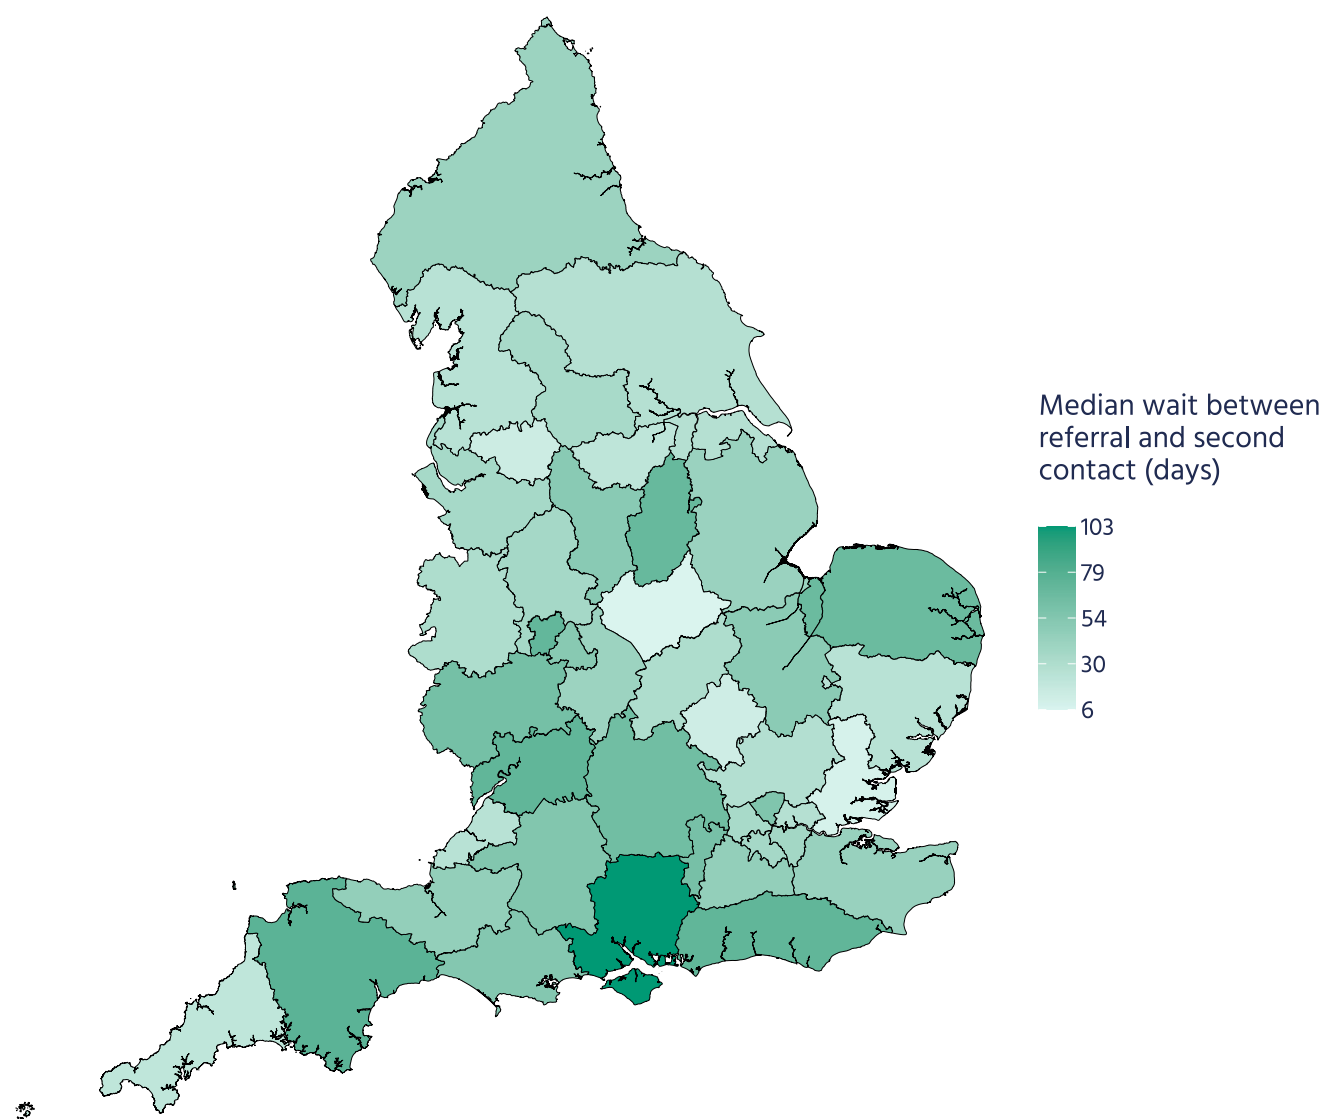 Median wait between
referral and second
contact (days)
103
79
54
30
6